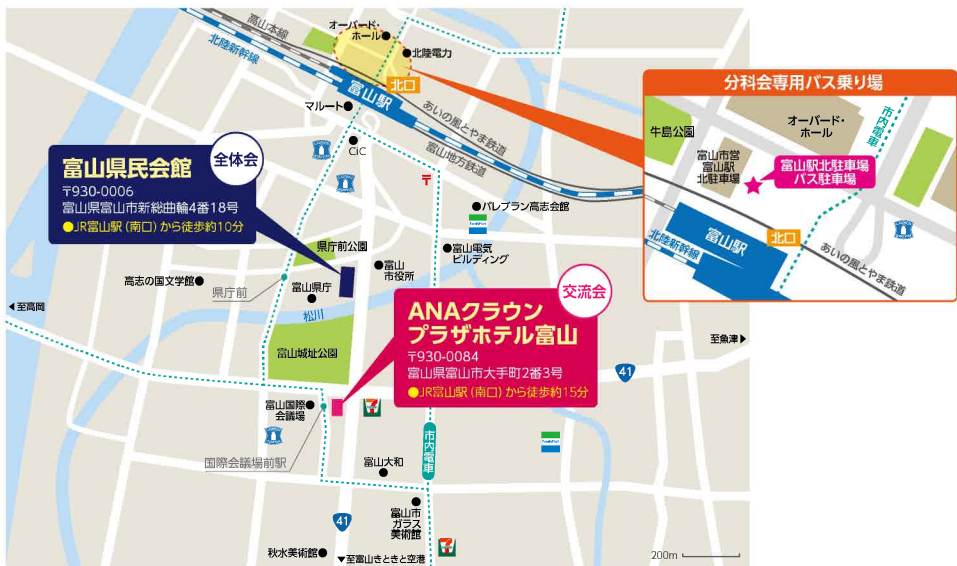 オーバード・
ホール
北陸電力
高山本線
北陸新幹線
北口
富山駅
マルート
CiC
あいの風とやま鉄道
富山地方鉄道
分科会専用バス乗り場
牛島公園
オーバード・
ホール
市内電車
富山市営
富山駅
北駐車場
富山駅北駐車場
バス駐車場
北陸新幹線
富山駅
北口
あいの風とやま鉄道
全体会
富山県民会館
〒930-0006
富山県富山市新総曲輪4番18号
●JR富山駅(南口)から徒歩約10分
〒
パレブラン高志会館
FamilyMart
富山電気
ビルディング
県庁前公園
富山
市役所
高志の国文学館
県庁前
富山県庁
松川
◀至高岡
交流会
ANAクラウン
プラザホテル富山
〒930-0084
富山県富山市大手町2番3号
●JR富山駅(南口)から徒歩約15分
至魚津▶
富山城址公園
41
富山国際
会議場
国際会議場前駅
市内電車
FamilyMart
富山大和
富山市
ガラス
美術館
41
秋水美術館
▼至富山きときと空港
200m